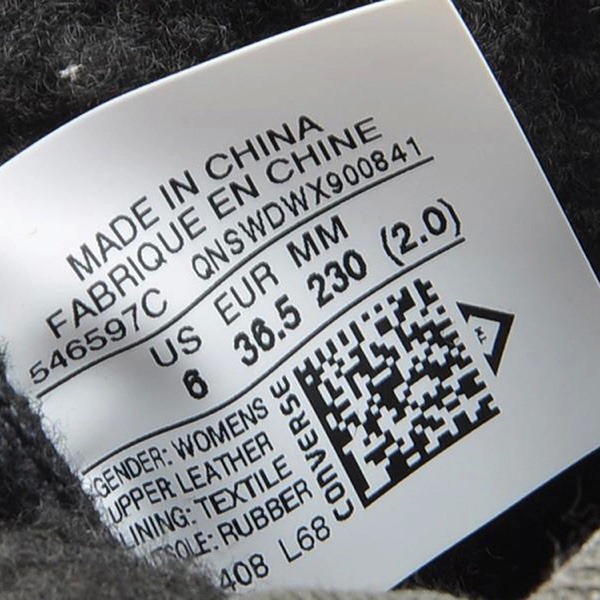 MADE IN CHINA
FABRIQUE EN CHINE
546597C QNSWDWX900841
US EUR MM
6 36.5 230 (2.0)
GENDER: WOMENS
UPPER: LEATHER
LINING: TEXTILE
SOLE: RUBBER
408 L68
CONVERSE